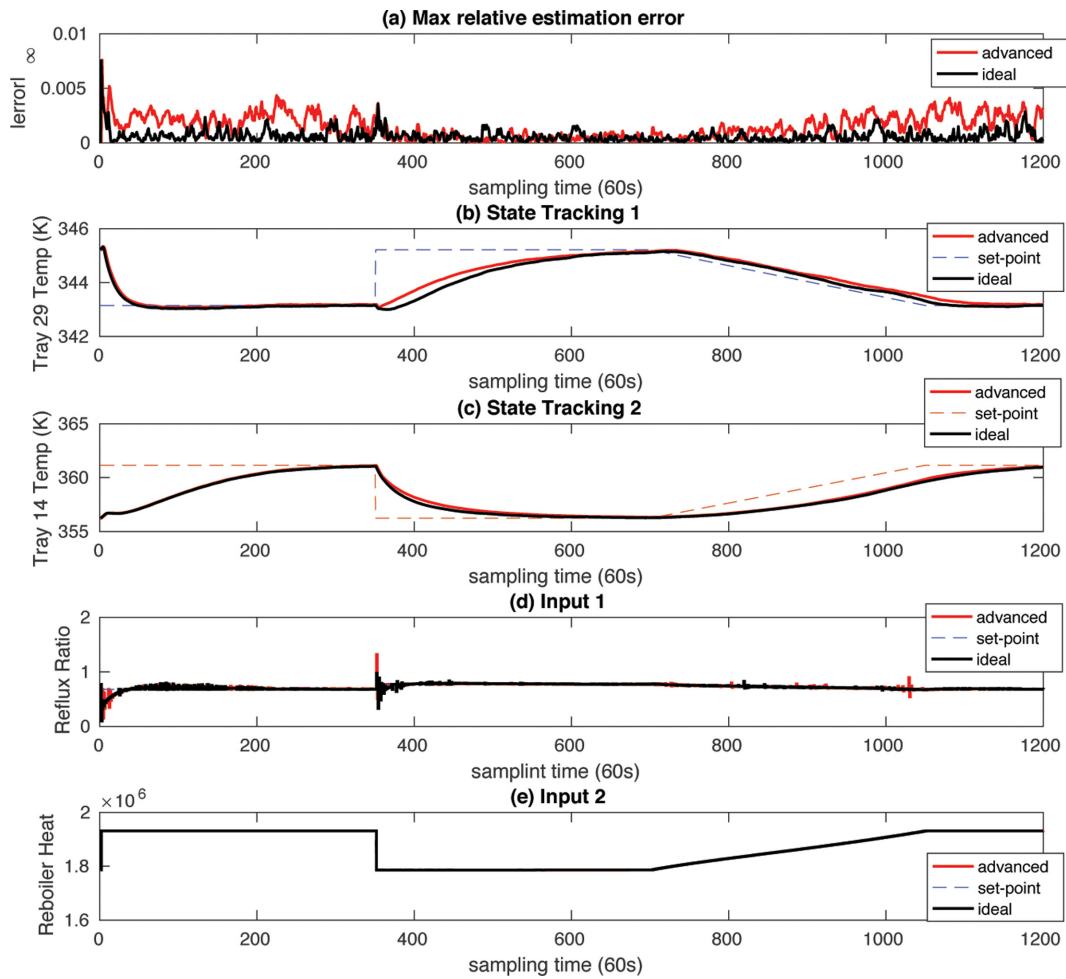 (a) Max relative estimation error
0.01
0.005
0
|error|∞
0 200 400 600 800 1000 1200
sampling time (60s)
advanced
ideal
(b) State Tracking 1
346
344
342
Tray 29 Temp (K)
0 200 400 600 800 1000 1200
sampling time (60s)
advanced
set-point
ideal
(c) State Tracking 2
365
360
355
Tray 14 Temp (K)
0 200 400 600 800 1000 1200
sampling time (60s)
advanced
set-point
ideal
(d) Input 1
2
1
0
Reflux Ratio
0 200 400 600 800 1000 1200
samplint time (60s)
advanced
set-point
ideal
(e) Input 2
×10⁶
2
1.8
1.6
Reboiler Heat
0 200 400 600 800 1000 1200
sampling time (60s)
advanced
set-point
ideal